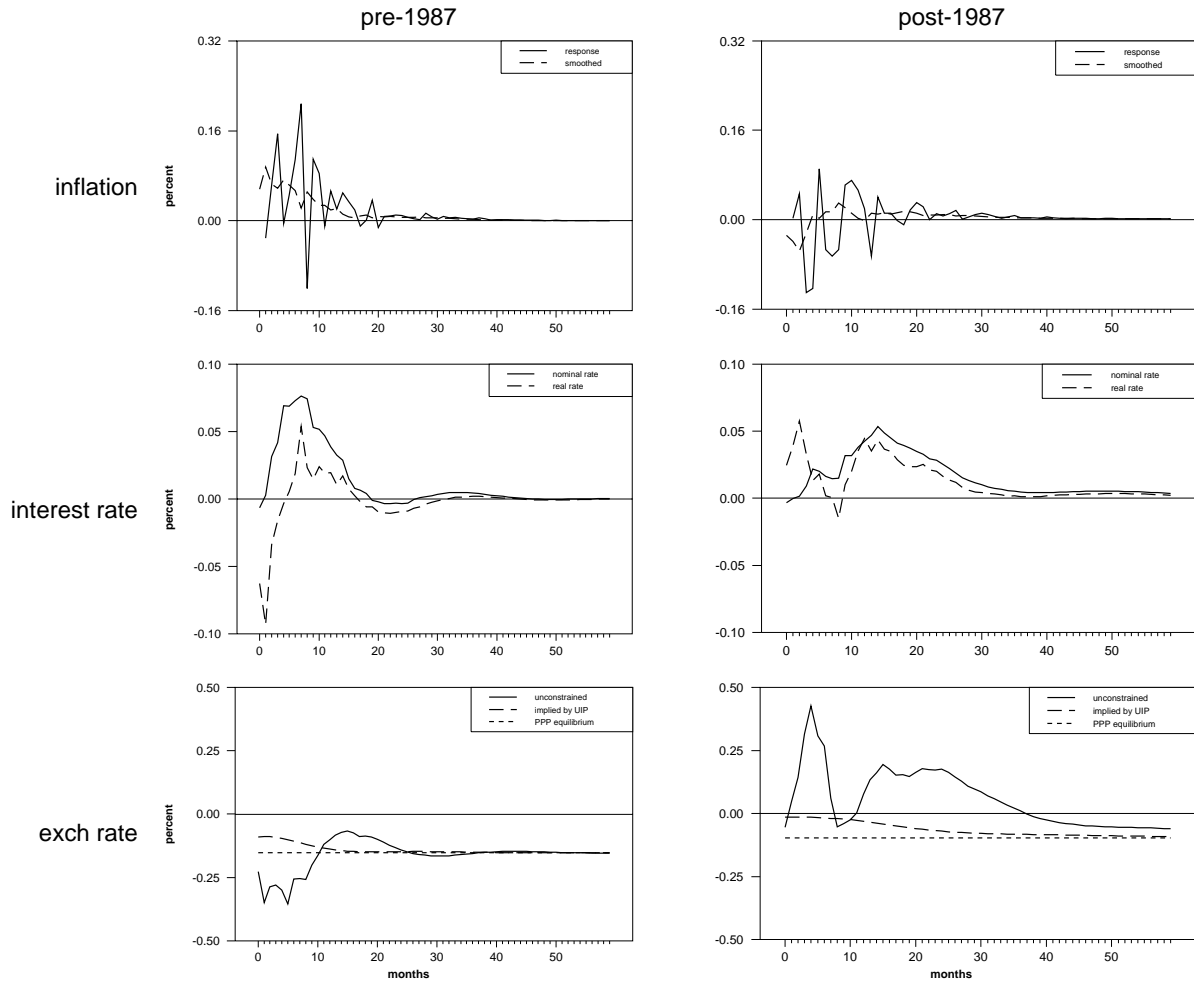 pre-1987
post-1987
inflation
percent
0.32
0.16
0.00
-0.16
response
smoothed
0
10
20
30
40
50
percent
0.32
0.16
0.00
-0.16
response
smoothed
0
10
20
30
40
50
interest rate
percent
0.10
0.05
0.00
-0.05
-0.10
nominal rate
real rate
0
10
20
30
40
50
percent
0.10
0.05
0.00
-0.05
-0.10
nominal rate
real rate
0
10
20
30
40
50
exch rate
percent
0.50
0.25
0.00
-0.25
-0.50
unconstrained
implied by UIP
PPP equilibrium
0
10
20
30
40
50
months
percent
0.50
0.25
0.00
-0.25
-0.50
unconstrained
implied by UIP
PPP equilibrium
0
10
20
30
40
50
months